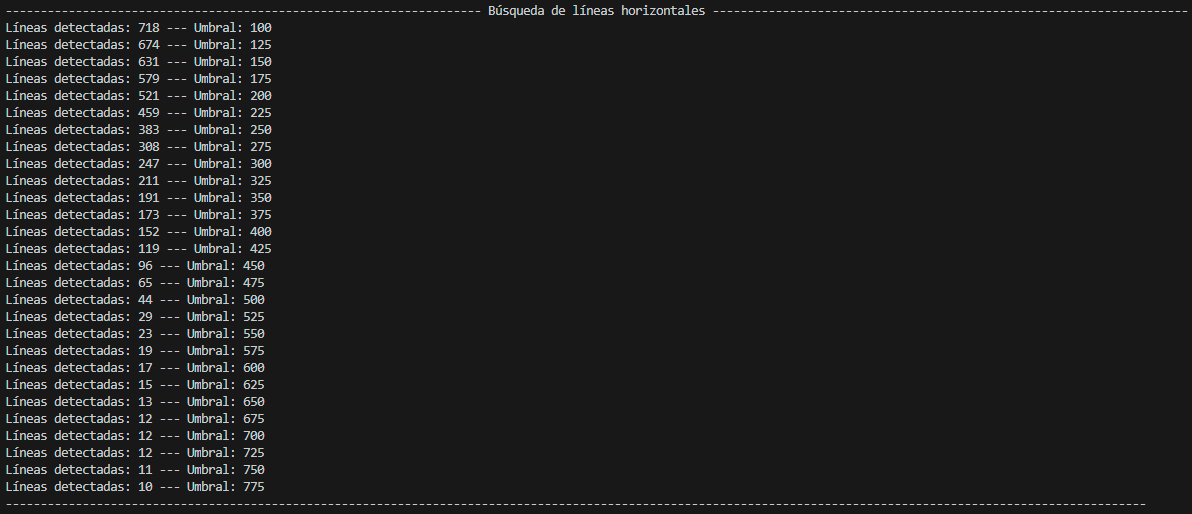 -------------------------------------------------------------------- Búsqueda de líneas horizontales --------------------------------------------------------------------
Líneas detectadas: 718 --- Umbral: 100
Líneas detectadas: 674 --- Umbral: 125
Líneas detectadas: 631 --- Umbral: 150
Líneas detectadas: 579 --- Umbral: 175
Líneas detectadas: 521 --- Umbral: 200
Líneas detectadas: 459 --- Umbral: 225
Líneas detectadas: 383 --- Umbral: 250
Líneas detectadas: 308 --- Umbral: 275
Líneas detectadas: 247 --- Umbral: 300
Líneas detectadas: 211 --- Umbral: 325
Líneas detectadas: 191 --- Umbral: 350
Líneas detectadas: 173 --- Umbral: 375
Líneas detectadas: 152 --- Umbral: 400
Líneas detectadas: 119 --- Umbral: 425
Líneas detectadas: 96 --- Umbral: 450
Líneas detectadas: 65 --- Umbral: 475
Líneas detectadas: 44 --- Umbral: 500
Líneas detectadas: 29 --- Umbral: 525
Líneas detectadas: 23 --- Umbral: 550
Líneas detectadas: 19 --- Umbral: 575
Líneas detectadas: 17 --- Umbral: 600
Líneas detectadas: 15 --- Umbral: 625
Líneas detectadas: 13 --- Umbral: 650
Líneas detectadas: 12 --- Umbral: 675
Líneas detectadas: 12 --- Umbral: 700
Líneas detectadas: 12 --- Umbral: 725
Líneas detectadas: 11 --- Umbral: 750
Líneas detectadas: 10 --- Umbral: 775
-------------------------------------------------------------------------------------------------------------------------------------------------------------------